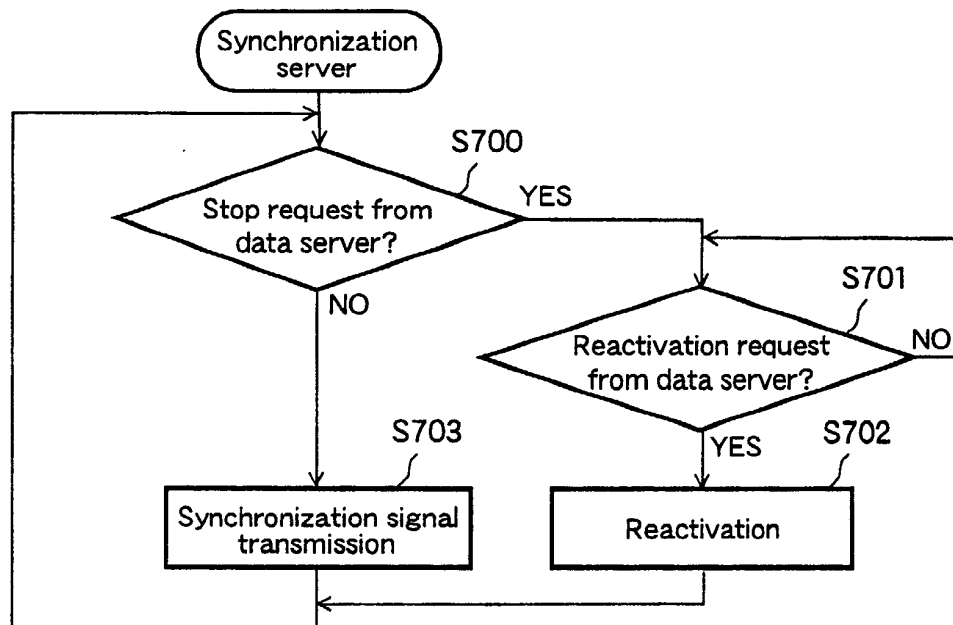 Synchronization
server
S700
Stop request from
data server?
YES
NO
S701
Reactivation request
from data server?
NO
YES
S703
Synchronization signal
transmission
S702
Reactivation